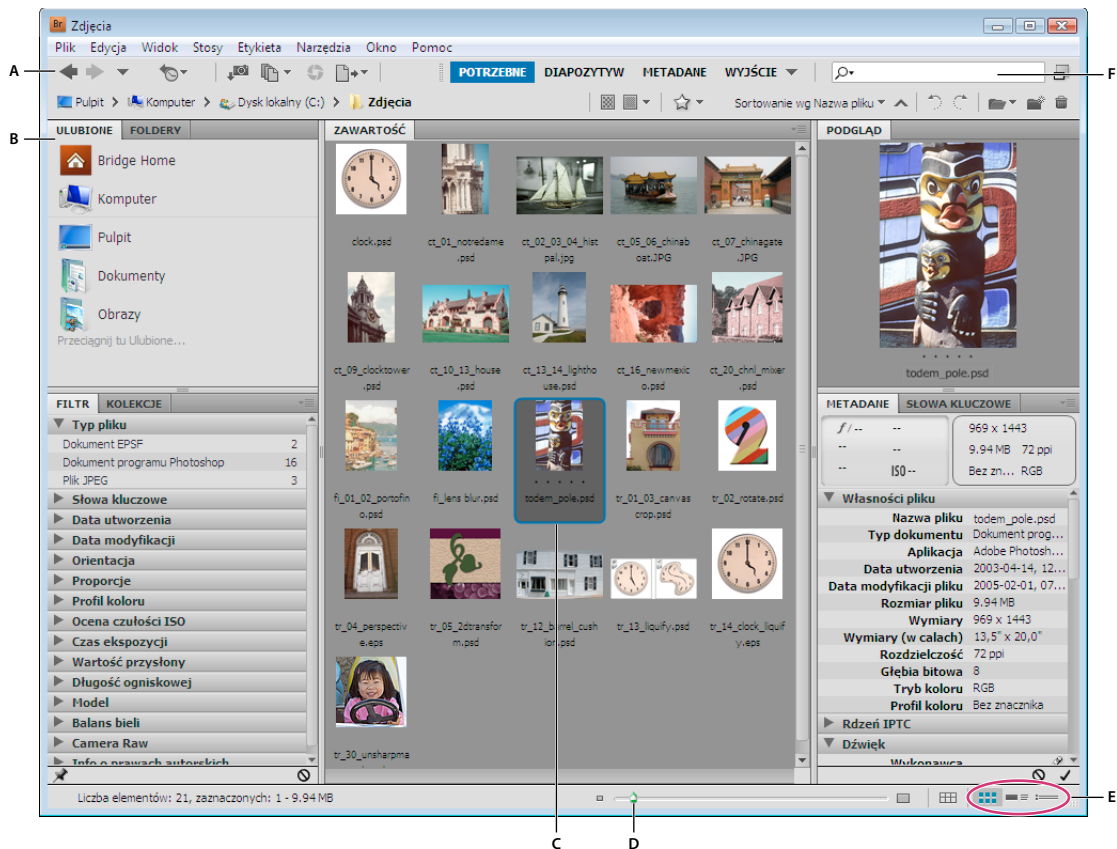 Br Zdjęcia
Plik Edycja Widok Stosy Etykieta Narzędzia Okno Pomoc
A
POTRZEBNE DIAPOZYTYW METADANE WYJŚCIE
F
Pulpit Komputer Dysk lokalny (C:) Zdjęcia
Sortowanie wg Nazwa pliku
B
ULUBIONE FOLDERY
Bridge Home
Komputer
Pulpit
Dokumenty
Obrazy
Przeciągnij tu Ulubione...
FILTR KOLEKCJE
Typ pliku
Dokument EPSF 2
Dokument programu Photoshop 16
Plik JPEG 3
Słowa kluczowe
Data utworzenia
Data modyfikacji
Orientacja
Proporcje
Profil koloru
Ocena czułości ISO
Czas ekspozycji
Wartość przysłony
Długość ogniskowej
Model
Balans bieli
Camera Raw
Info o prawach autorskich
ZAWARTOŚĆ
clock.psd
ct_01_notredame
.psd
ct_02_03_04_hist
pal.jpg
ct_05_06_chinab
oat.JPG
ct_07_chinagate
.JPG
ct_09_clocktower
.psd
ct_10_13_house
.psd
ct_13_14_lightho
use.psd
ct_16_newmexic
o.psd
ct_20_chnl_mixer
.psd
fi_01_02_portofin
o.psd
fi_lens blur.psd
todem_pole.psd
tr_01_03_canvas
crop.psd
tr_02_rotate.psd
tr_04_perspectiv
e.eps
tr_05_2dtransfor
m.psd
tr_12_barrel_cush
ion.psd
tr_13_liquify.psd
tr_14_clock_liquif
y.eps
tr_30_unsharpma
PODGLĄD
todem_pole.psd
METADANE SŁOWA KLUCZOWE
f/-- --
-- --
-- ISO --
969 x 1443
9.94 MB 72 ppi
Bez zn... RGB
Własności pliku
Nazwa pliku todem_pole.psd
Typ dokumentu Dokument prog...
Aplikacja Adobe Photosh...
Data utworzenia 2003-04-14, 12...
Data modyfikacji pliku 2005-02-01, 07...
Rozmiar pliku 9.94 MB
Wymiary 969 x 1443
Wymiary (w calach) 13,5" x 20,0"
Rozdzielczość 72 ppi
Głębia bitowa 8
Tryb koloru RGB
Profil koloru Bez znacznika
Rdzeń IPTC
Dźwięk
Wykonawca
Liczba elementów: 21, zaznaczonych: 1 - 9.94 MB
E
C
D